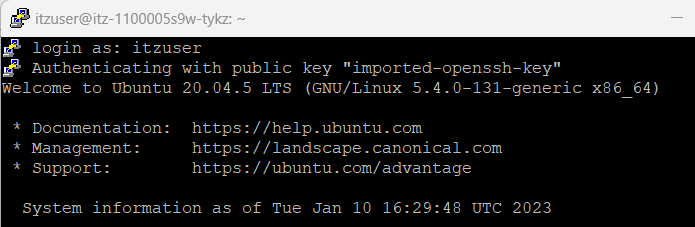 itzuser@itz-1100005s9w-tykz: ~
login as: itzuser
Authenticating with public key "imported-openssh-key"
Welcome to Ubuntu 20.04.5 LTS (GNU/Linux 5.4.0-131-generic x86_64)
* Documentation:  https://help.ubuntu.com
* Management:     https://landscape.canonical.com
* Support:        https://ubuntu.com/advantage
System information as of Tue Jan 10 16:29:48 UTC 2023